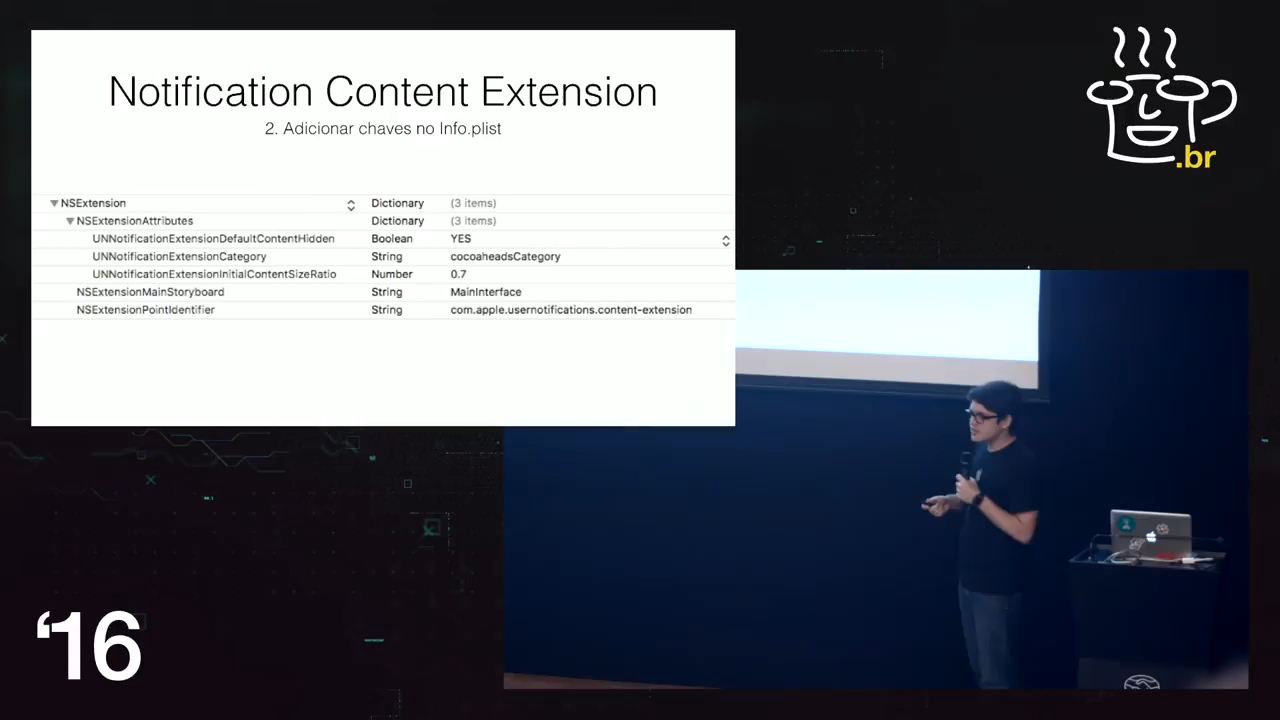 Notification Content Extension
2. Adicionar chaves no Info.plist
NSExtension Dictionary (3 items)
NSExtensionAttributes Dictionary (3 items)
UNNotificationExtensionDefaultContentHidden Boolean YES
UNNotificationExtensionCategory String cocoaheadsCategory
UNNotificationExtensionInitialContentSizeRatio Number 0.7
NSExtensionMainStoryboard String MainInterface
NSExtensionPointIdentifier String com.apple.usernotifications.content-extension
.br
‘16